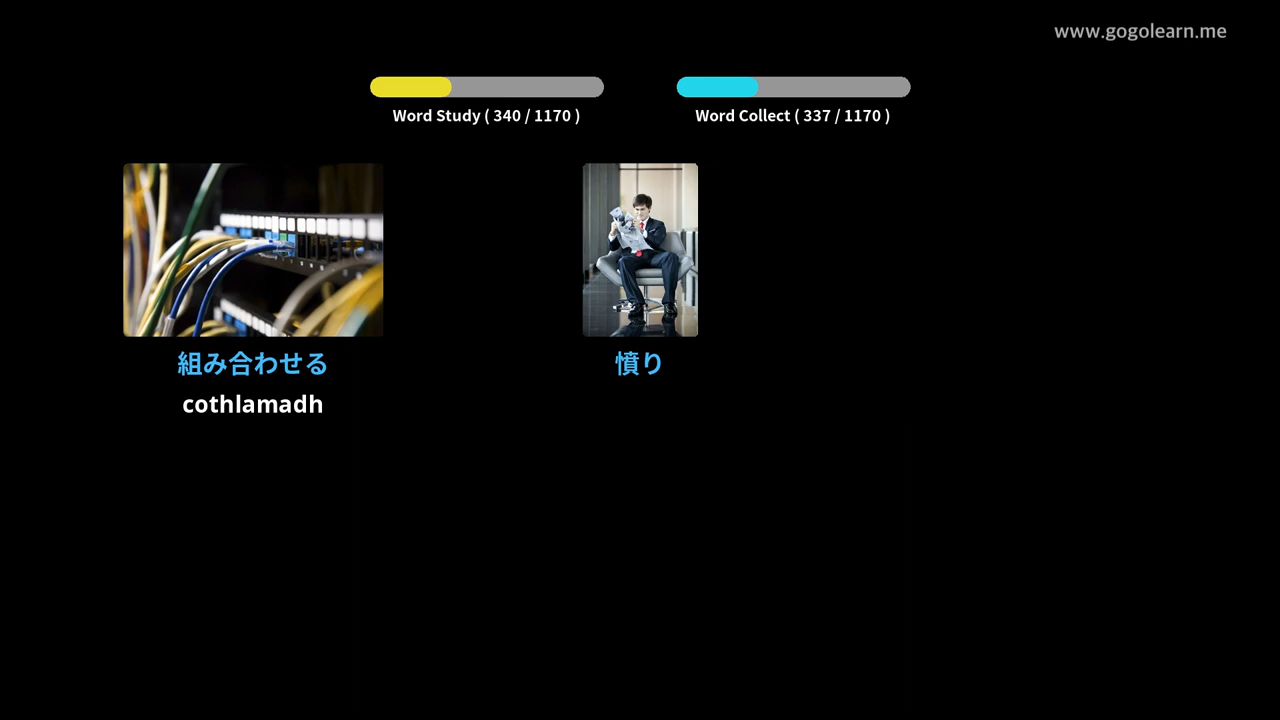 www.gogolearn.me
Word Study ( 340 / 1170 )
Word Collect ( 337 / 1170 )
組み合わせる
憤り
cothlamadh